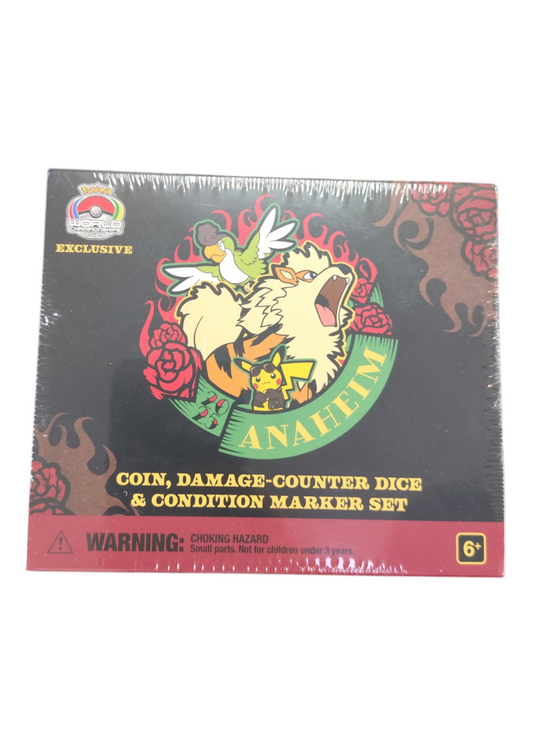 Pokémon
WORLD
CHAMPIONSHIPS
EXCLUSIVE
2025
ANAHEIM
COIN, DAMAGE-COUNTER DICE
& CONDITION MARKER SET
WARNING: CHOKING HAZARD
Small parts. Not for children under 3 years.
6+